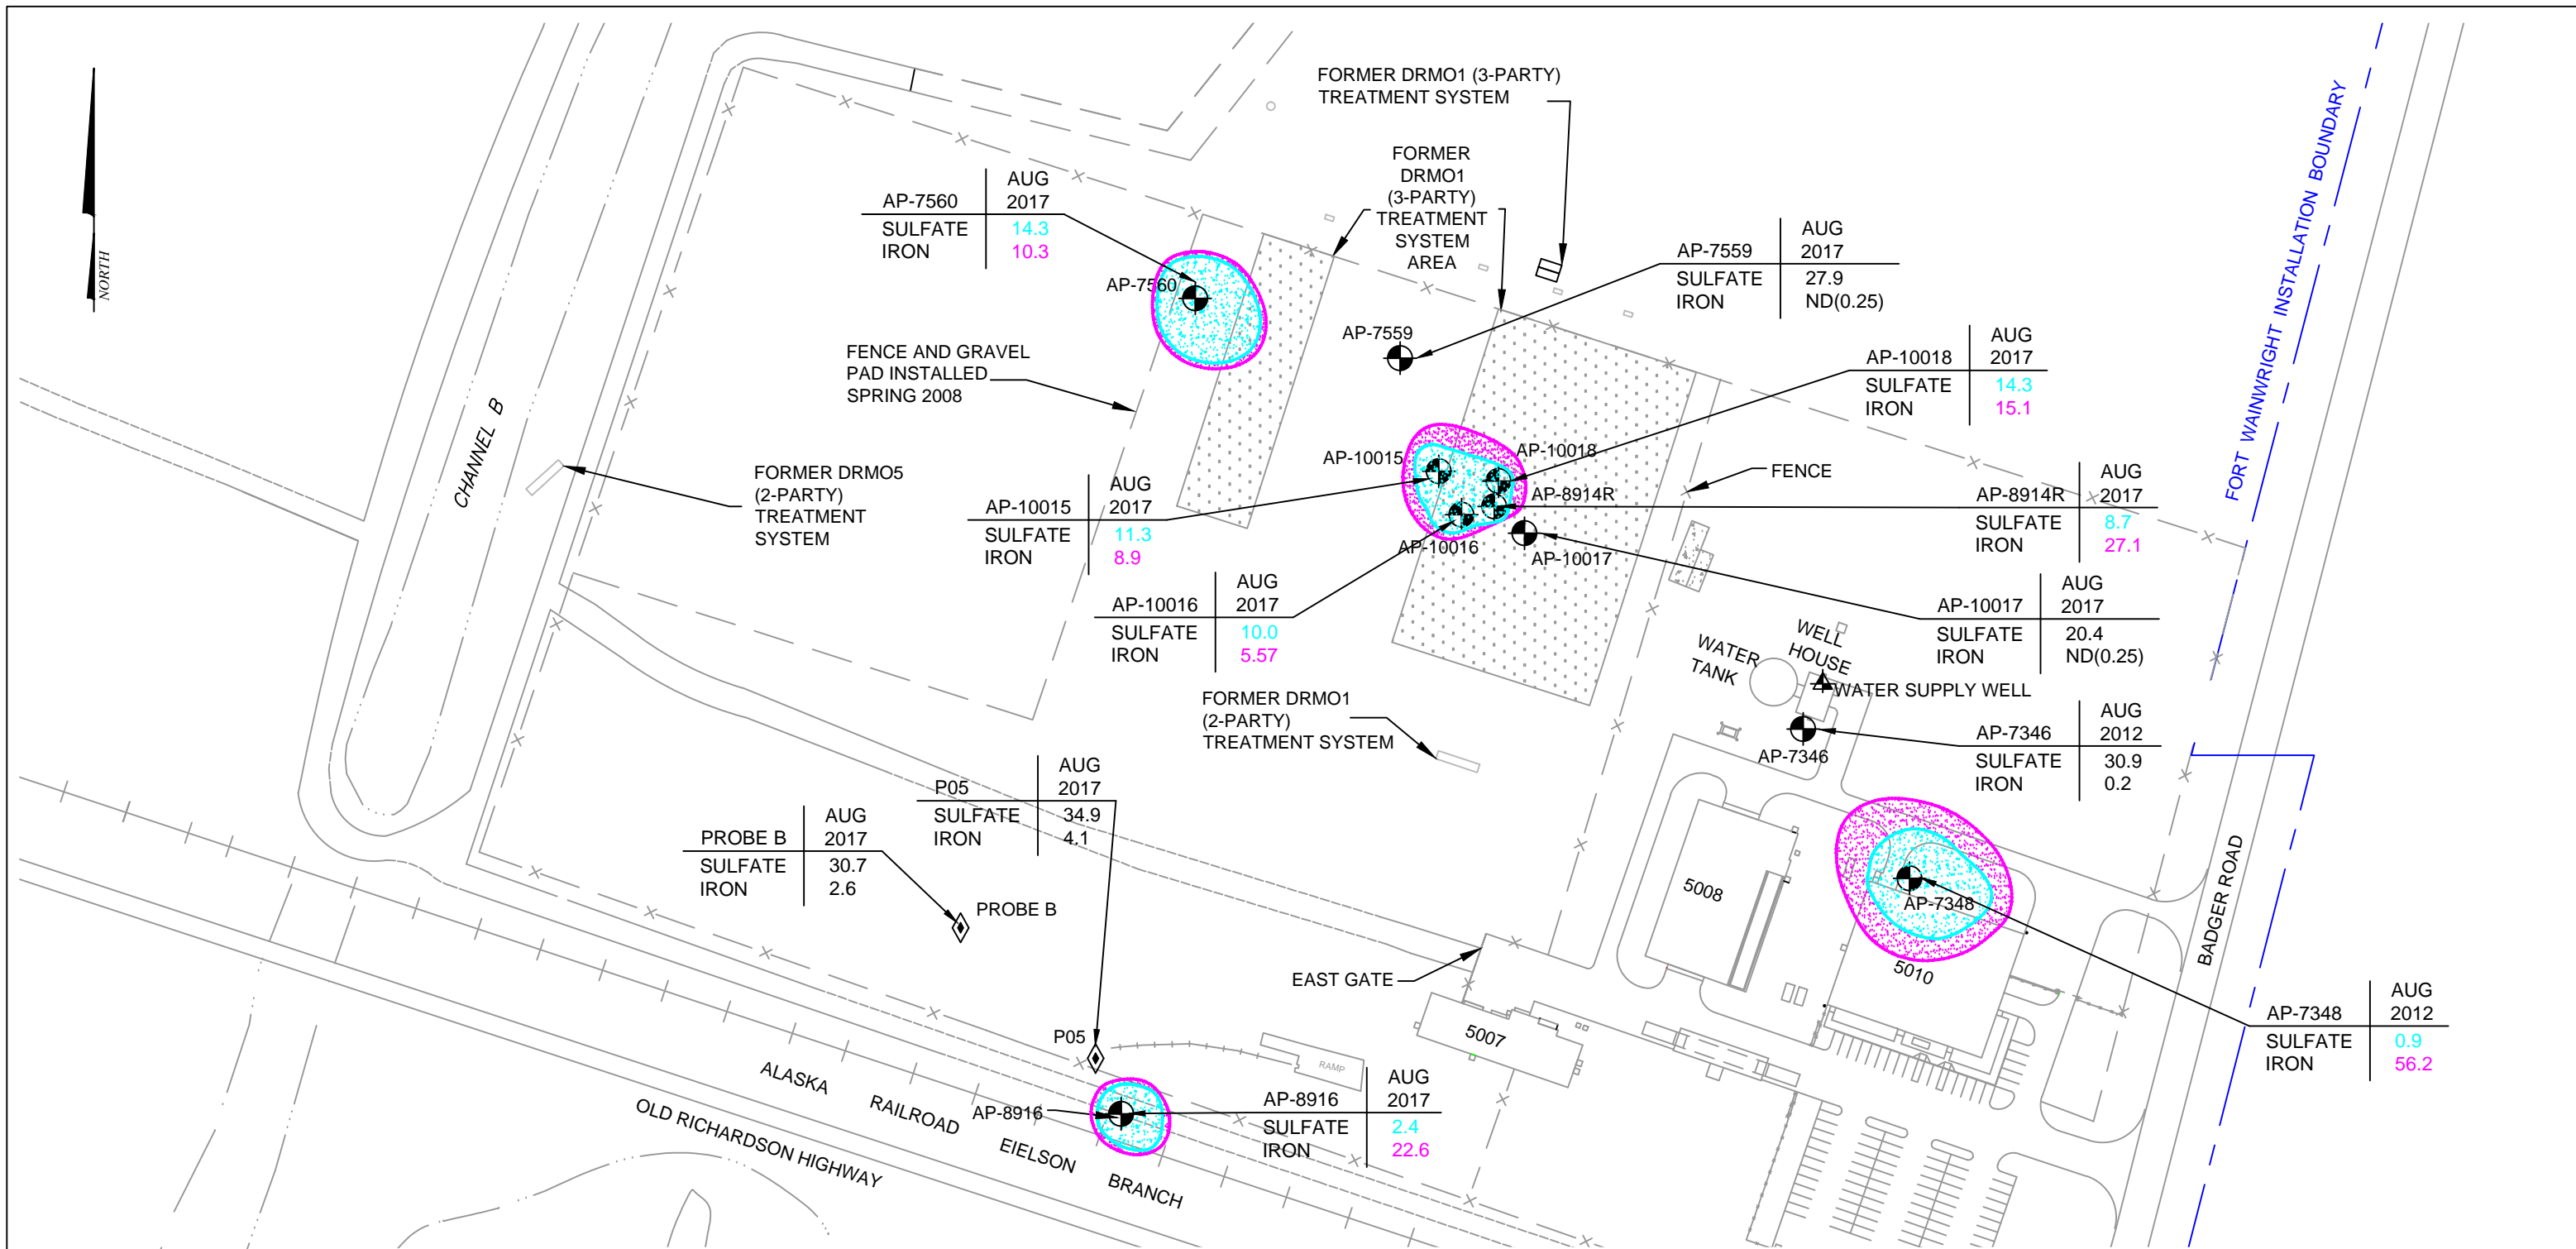 NORTH
CHANNEL B
FORMER DRMO1 (3-PARTY)
TREATMENT SYSTEM
FORMER
DRMO1
(3-PARTY)
TREATMENT
SYSTEM
AREA
FORT WAINWRIGHT INSTALLATION BOUNDARY
AP-7560
AUG
2017
SULFATE 14.3
IRON 10.3
AP-7560
AP-7559
AUG
2017
SULFATE 27.9
IRON ND(0.25)
AP-7559
AP-10018
AUG
2017
SULFATE 14.3
IRON 15.1
FENCE AND GRAVEL
PAD INSTALLED
SPRING 2008
FORMER DRMO5
(2-PARTY)
TREATMENT
SYSTEM
AP-10015
AP-10018
AP-8914R
AP-10016
AP-10017
FENCE
AP-10015
AUG
2017
SULFATE 11.3
IRON 8.9
AP-8914R
AUG
2017
SULFATE 8.7
IRON 27.1
AP-10016
AUG
2017
SULFATE 10.0
IRON 5.57
AP-10017
AUG
2017
SULFATE 20.4
IRON ND(0.25)
WATER
TANK
WELL
HOUSE
WATER SUPPLY WELL
FORMER DRMO1
(2-PARTY)
TREATMENT SYSTEM
AP-7346
AP-7346
AUG
2012
SULFATE 30.9
IRON 0.2
P05
AUG
2017
SULFATE 34.9
IRON 4.1
PROBE B
AUG
2017
SULFATE 30.7
IRON 2.6
PROBE B
5008
AP-7348
5010
BADGER ROAD
EAST GATE
5007
P05
RAMP
AP-7348
AUG
2012
SULFATE 0.9
IRON 56.2
AP-8916
AP-8916
AUG
2017
SULFATE 2.4
IRON 22.6
ALASKA RAILROAD EIELSON BRANCH
OLD RICHARDSON HIGHWAY